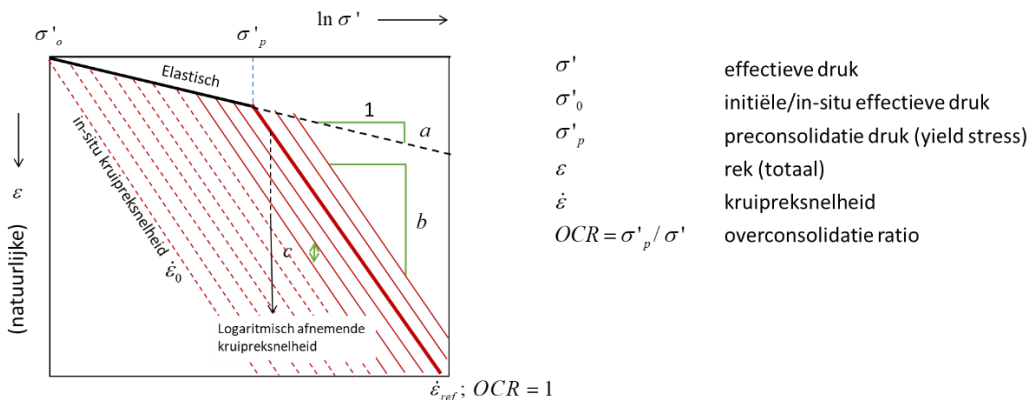 ln σ'
σ'ₒ
σ'ₚ
Elastisch
1
a
b
c
in-situ kruipreksnelheid ε̇₀
ε
(natuurlijke)
Logaritmisch afnemende
kruipreksnelheid
ε̇ref ; OCR = 1
σ' effectieve druk
σ'₀ initiële/in-situ effectieve druk
σ'ₚ preconsolidatie druk (yield stress)
ε rek (totaal)
ε̇ kruipreksnelheid
OCR = σ'ₚ / σ' overconsolidatie ratio